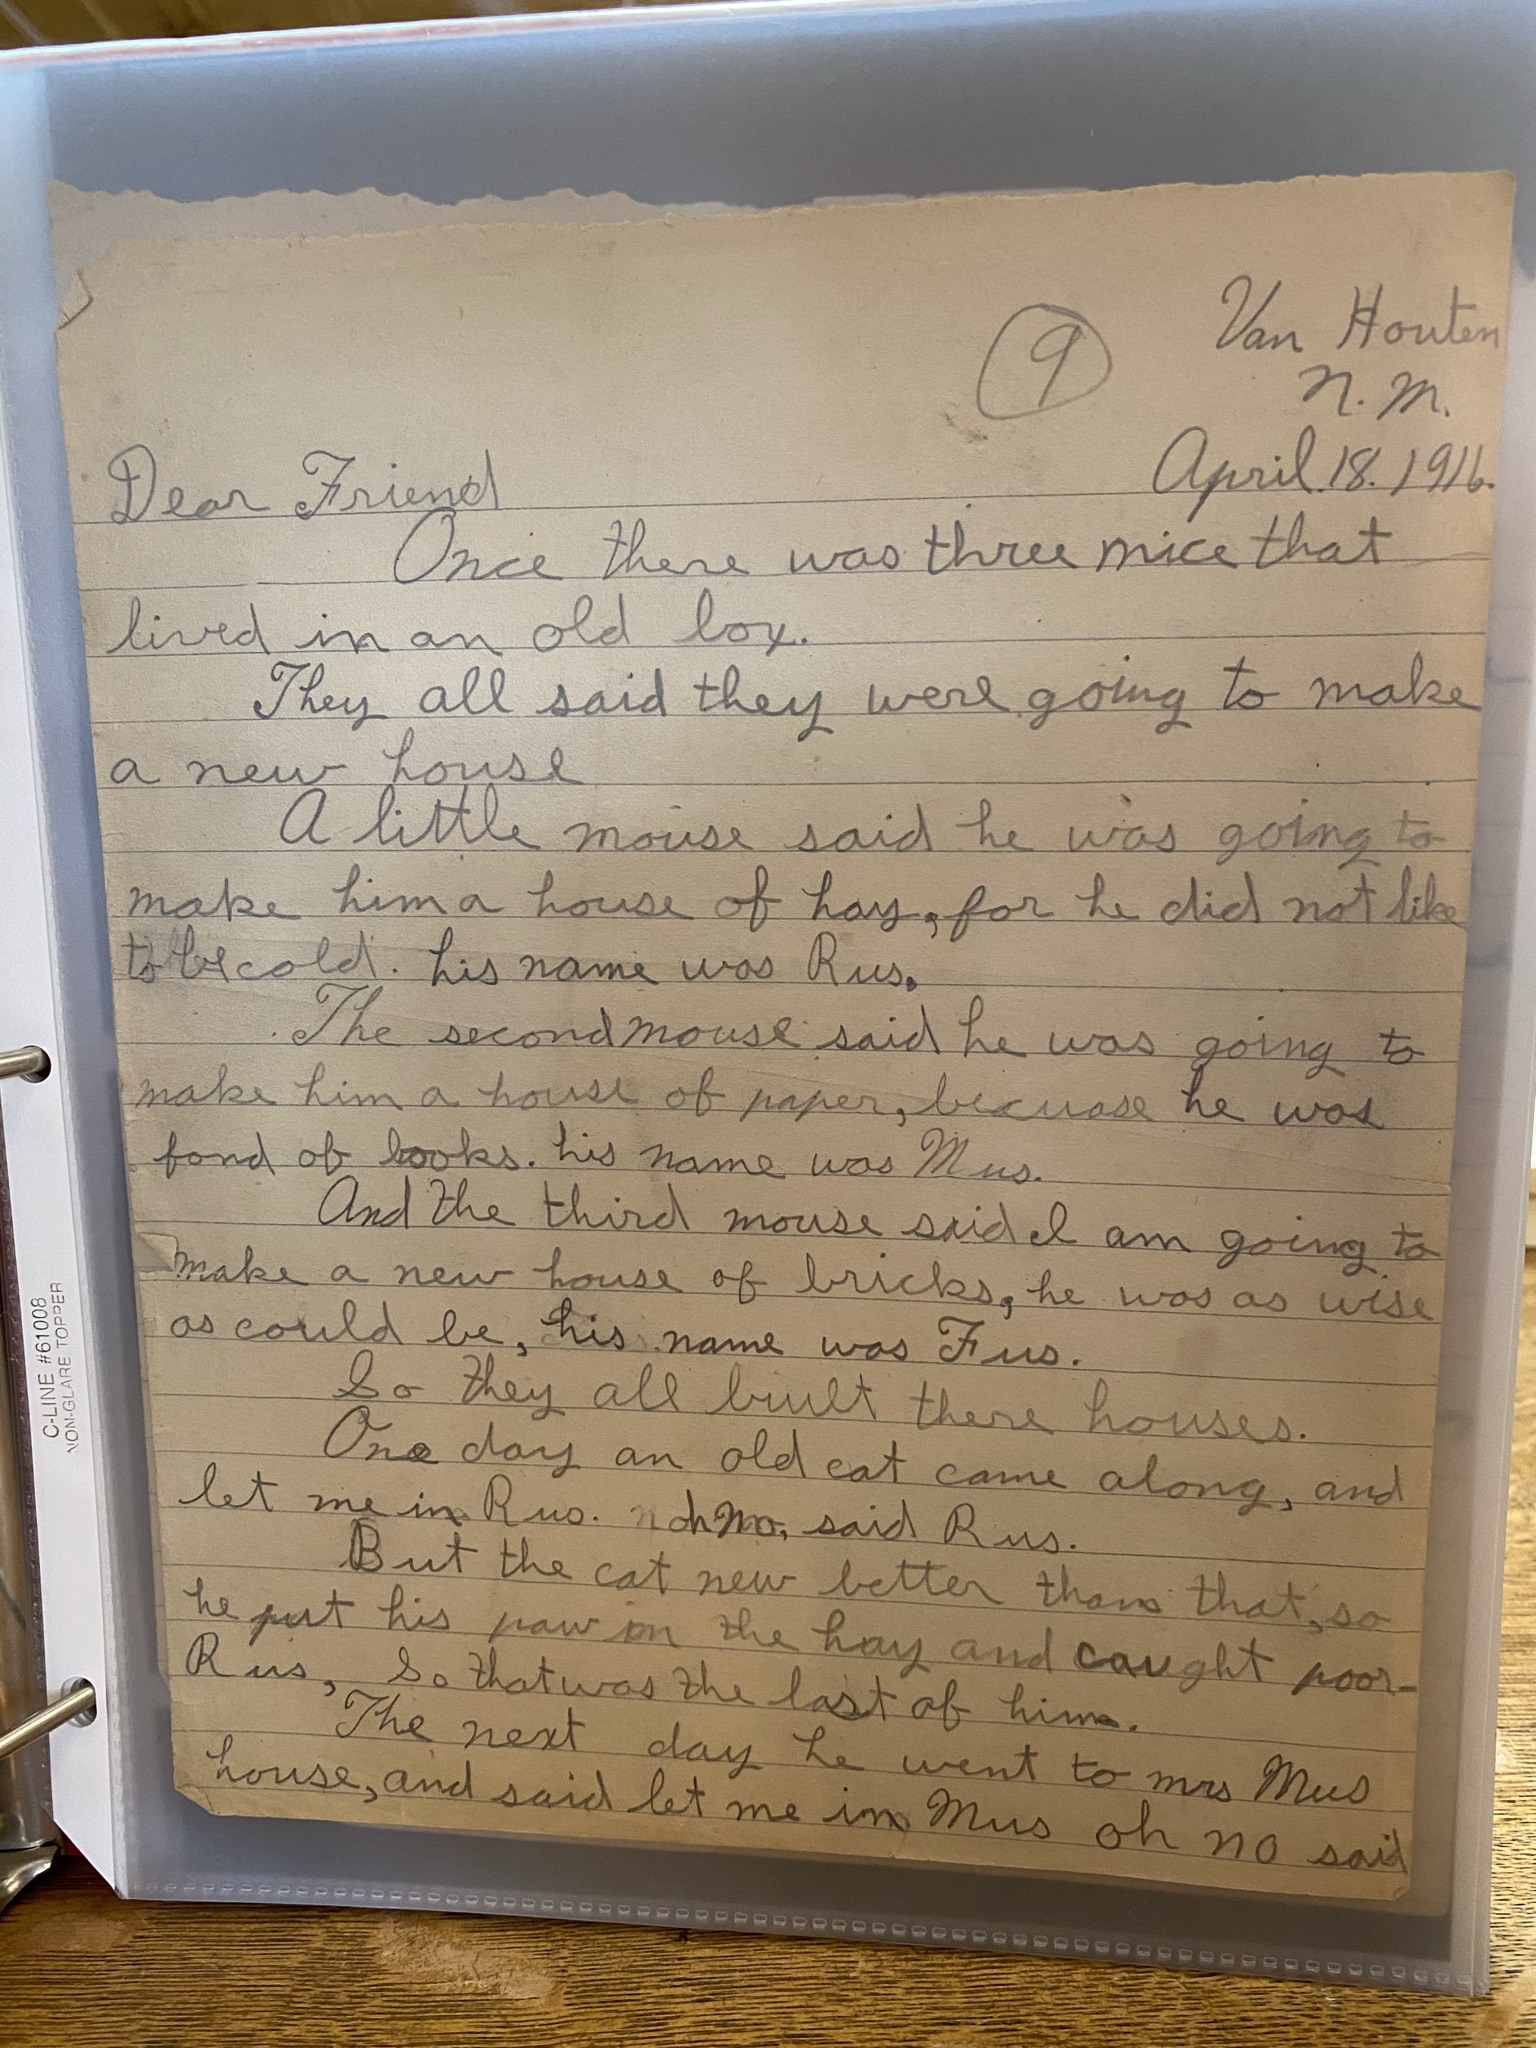 Van Houten
9
N. M.
April. 18. 1916.
Dear Friend
Once there was three mice that
lived in an old box.
They all said they were going to make
a new house
A little mouse said he was going to
make him a house of hay, for he did not like
to be cold. his name was Rus.
The second mouse said he was going to
make him a house of paper, becuase he was
fond of books. his name was Mus.
And the third mouse said I am going to
make a new house of bricks, he was as wise
as could be, his name was Fus.
So they all built there houses.
One day an old cat came along, and
let me in Rus. oh no, said Rus.
But the cat new better than that, so
he put his paw in the hay and caught poor
Rus, So that was the last of him.
The next day he went to mrs Mus
house, and said let me in Mus oh no said
C-LINE #61008
NON-GLARE TOPPER